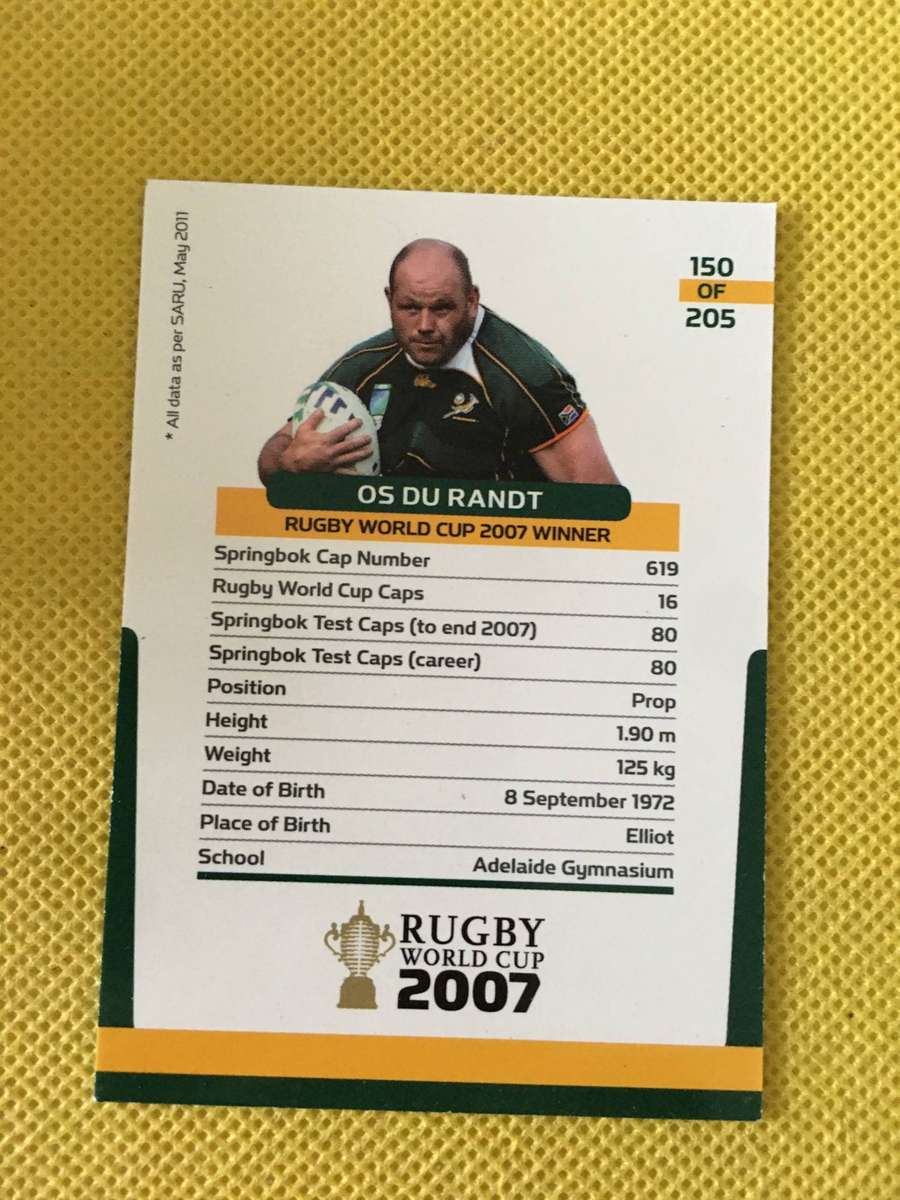 * All data as per SARU, May 2011
150
OF
205
OS DU RANDT
RUGBY WORLD CUP 2007 WINNER
Springbok Cap Number 619
Rugby World Cup Caps 16
Springbok Test Caps (to end 2007) 80
Springbok Test Caps (career) 80
Position Prop
Height 1.90 m
Weight 125 kg
Date of Birth 8 September 1972
Place of Birth Elliot
School Adelaide Gymnasium
RUGBY
WORLD CUP
2007